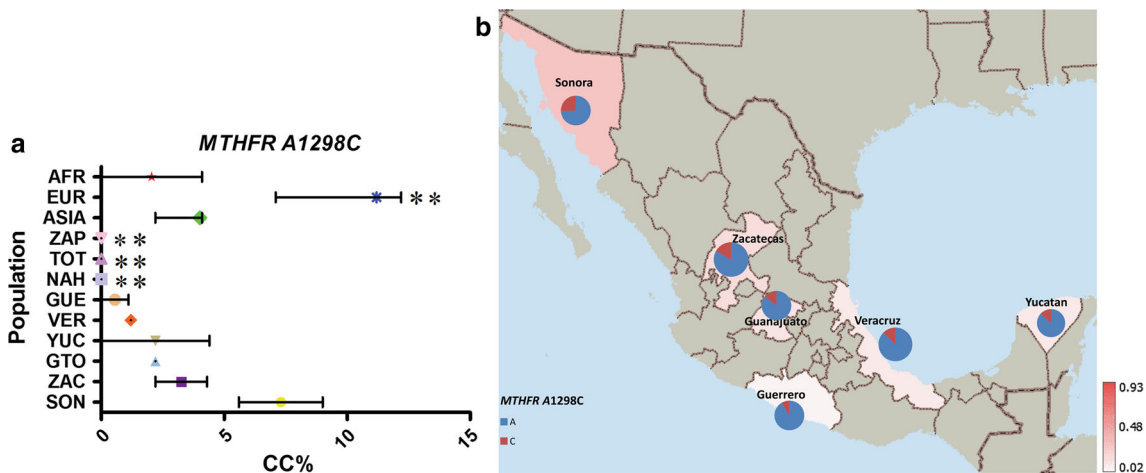 a
MTHFR A1298C
Population
AFR
EUR
**
ASIA
ZAP
**
TOT
**
NAH
**
GUE
VER
YUC
GTO
ZAC
SON
0
5
10
15
CC%
b
Sonora
Zacatecas
Guanajuato
Veracruz
Yucatan
Guerrero
MTHFR A1298C
A
C
0.93
0.48
0.02